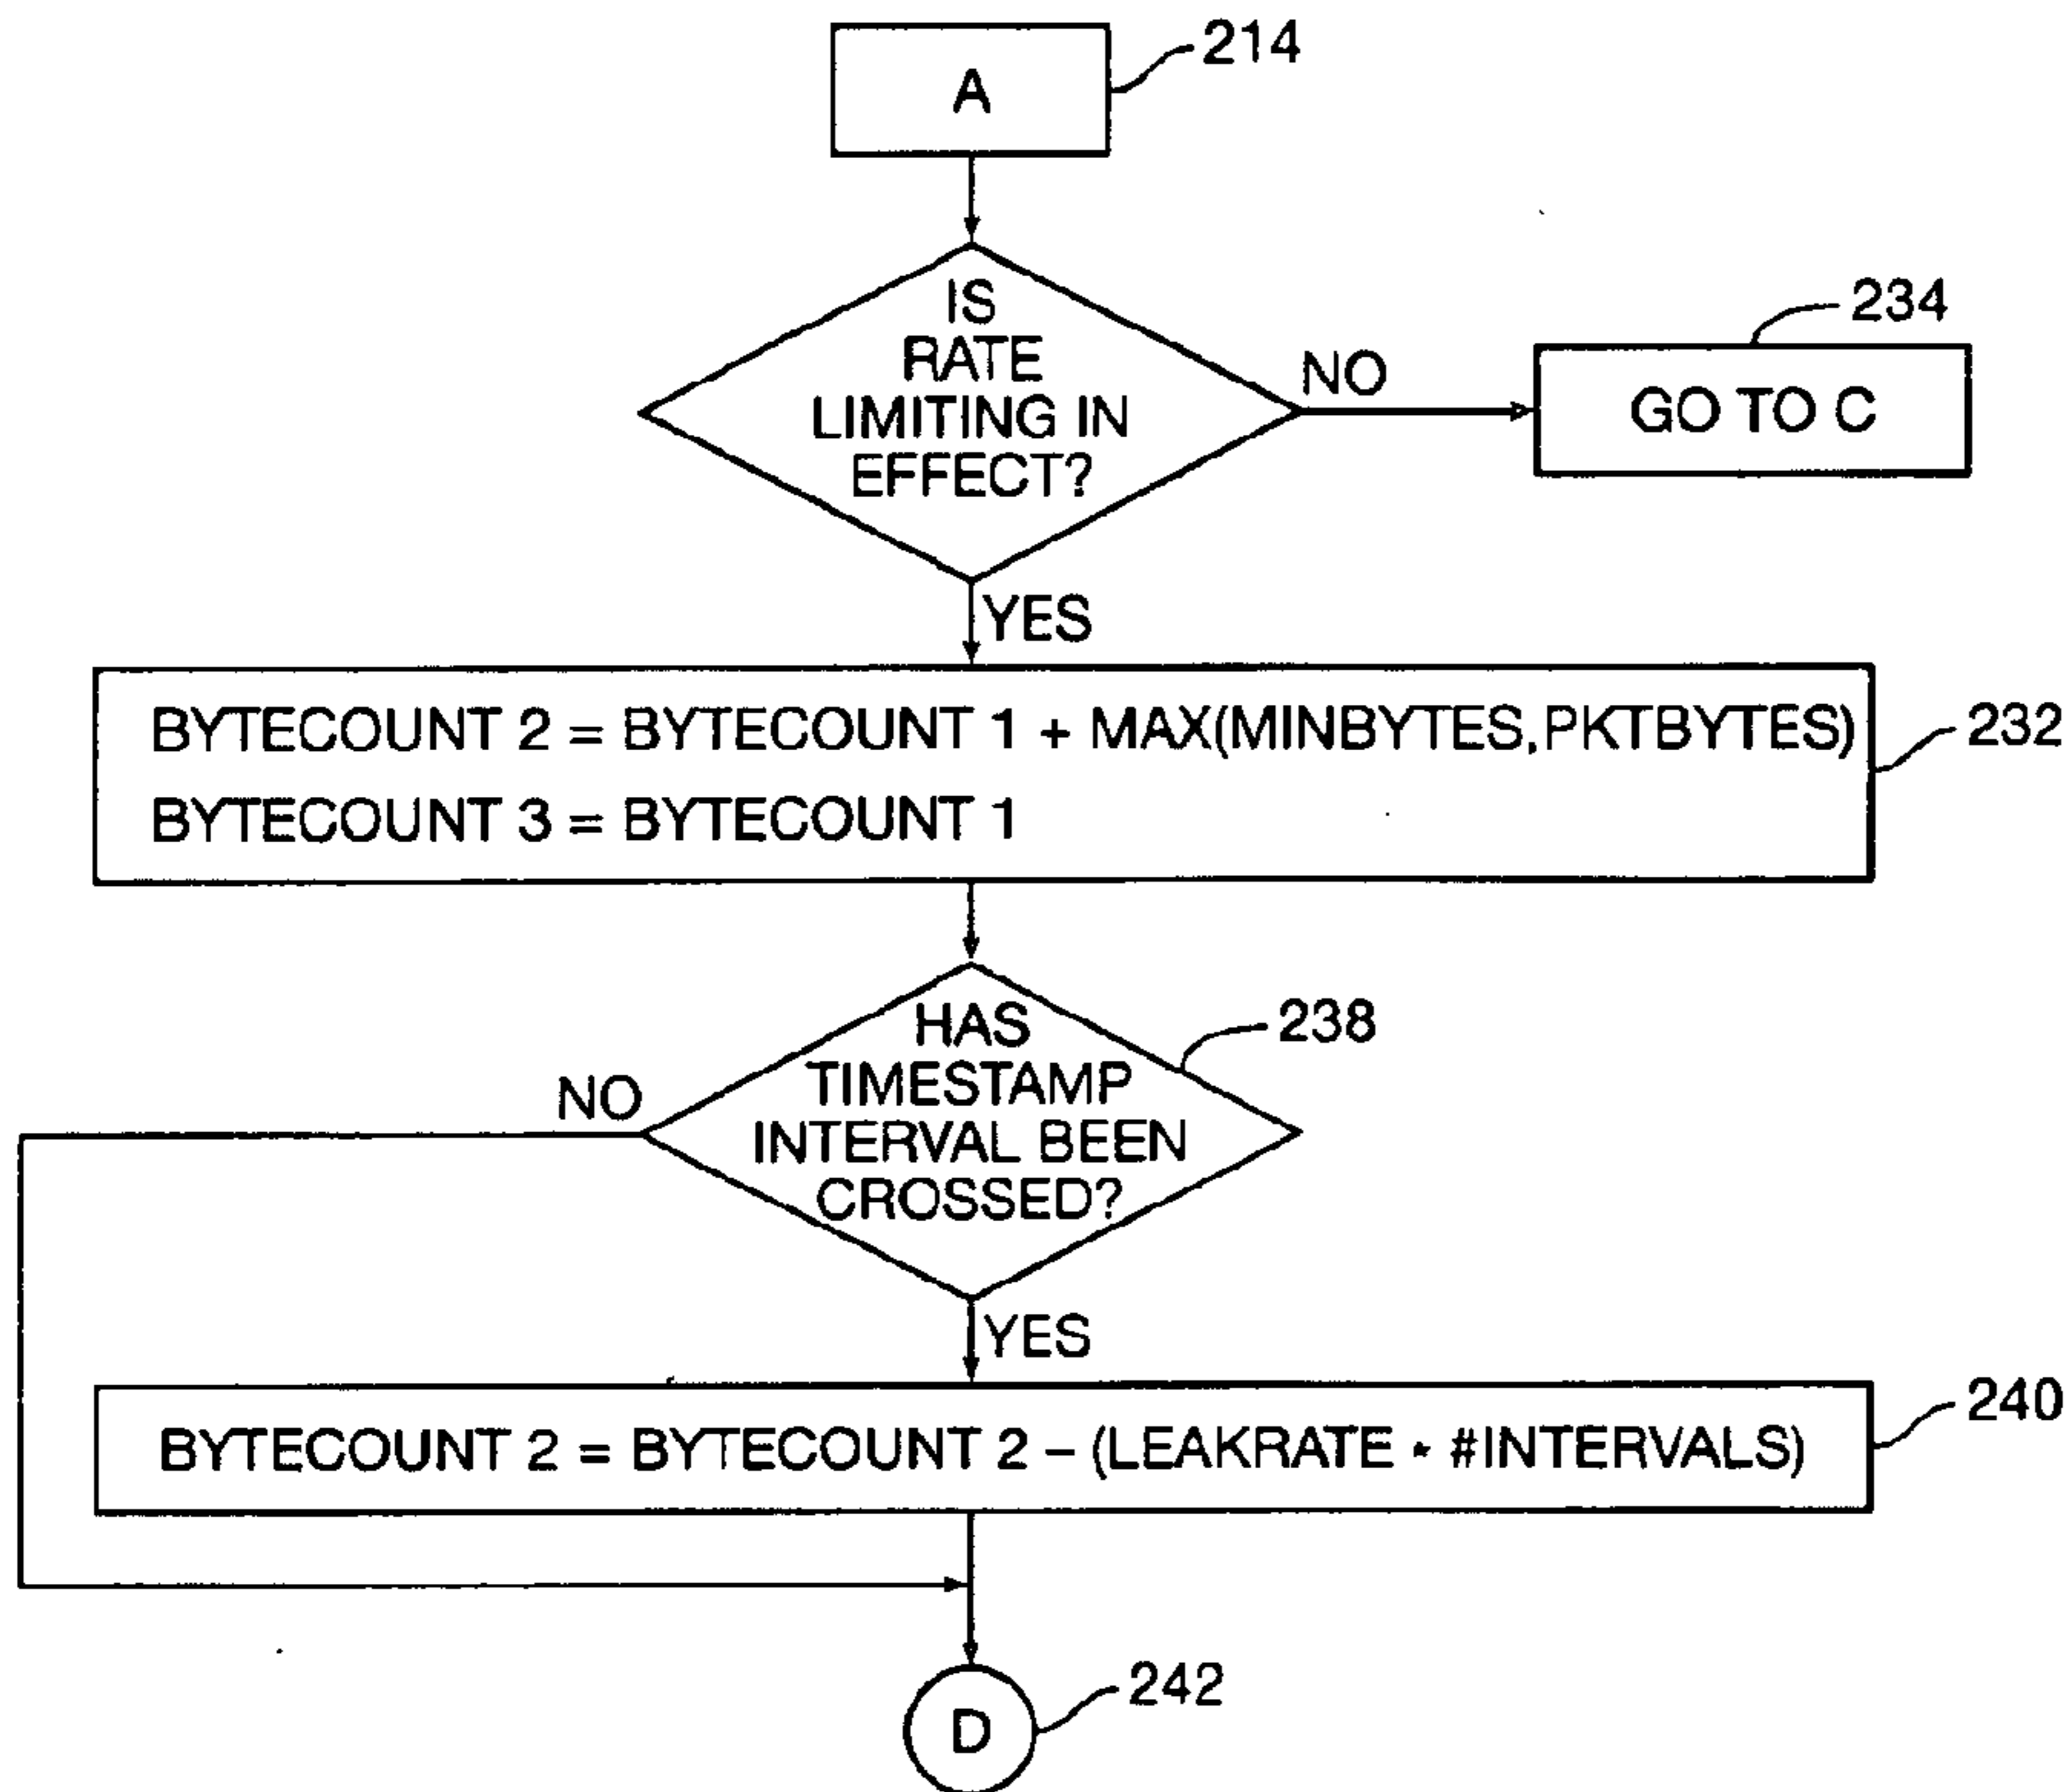 A
214
IS
RATE
LIMITING IN
EFFECT?
NO
234
GO TO C
YES
BYTECOUNT 2 = BYTECOUNT 1 + MAX(MINBYTES,PKTBYTES)
BYTECOUNT 3 = BYTECOUNT 1
232
HAS
TIMESTAMP
INTERVAL BEEN
CROSSED?
238
NO
YES
BYTECOUNT 2 = BYTECOUNT 2 – (LEAKRATE * #INTERVALS)
240
D
242